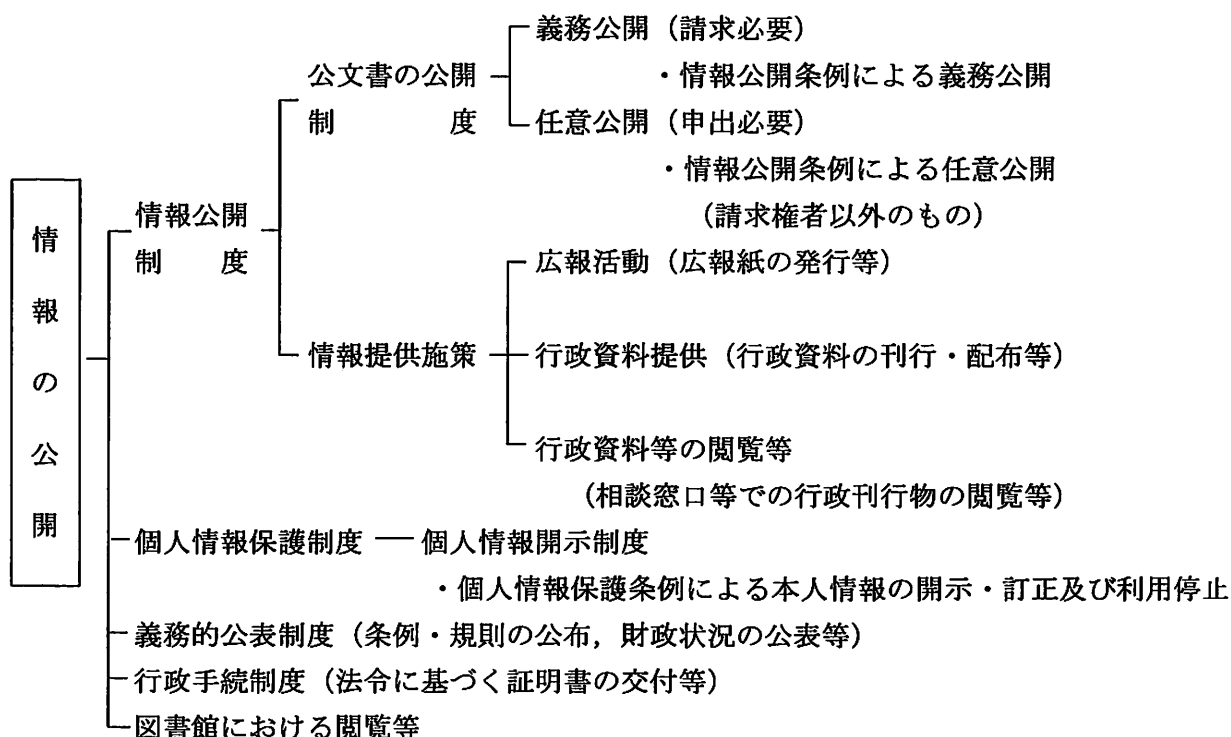 情報の公開
情報公開
制度
公文書の公開
制度
義務公開(請求必要)
・情報公開条例による義務公開
任意公開(申出必要)
・情報公開条例による任意公開
(請求権者以外のもの)
情報提供施策
広報活動(広報紙の発行等)
行政資料提供(行政資料の刊行・配布等)
行政資料等の閲覧等
(相談窓口等での行政刊行物の閲覧等)
個人情報保護制度 個人情報開示制度
・個人情報保護条例による本人情報の開示・訂正及び利用停止
義務的公表制度(条例・規則の公布,財政状況の公表等)
行政手続制度(法令に基づく証明書の交付等)
図書館における閲覧等